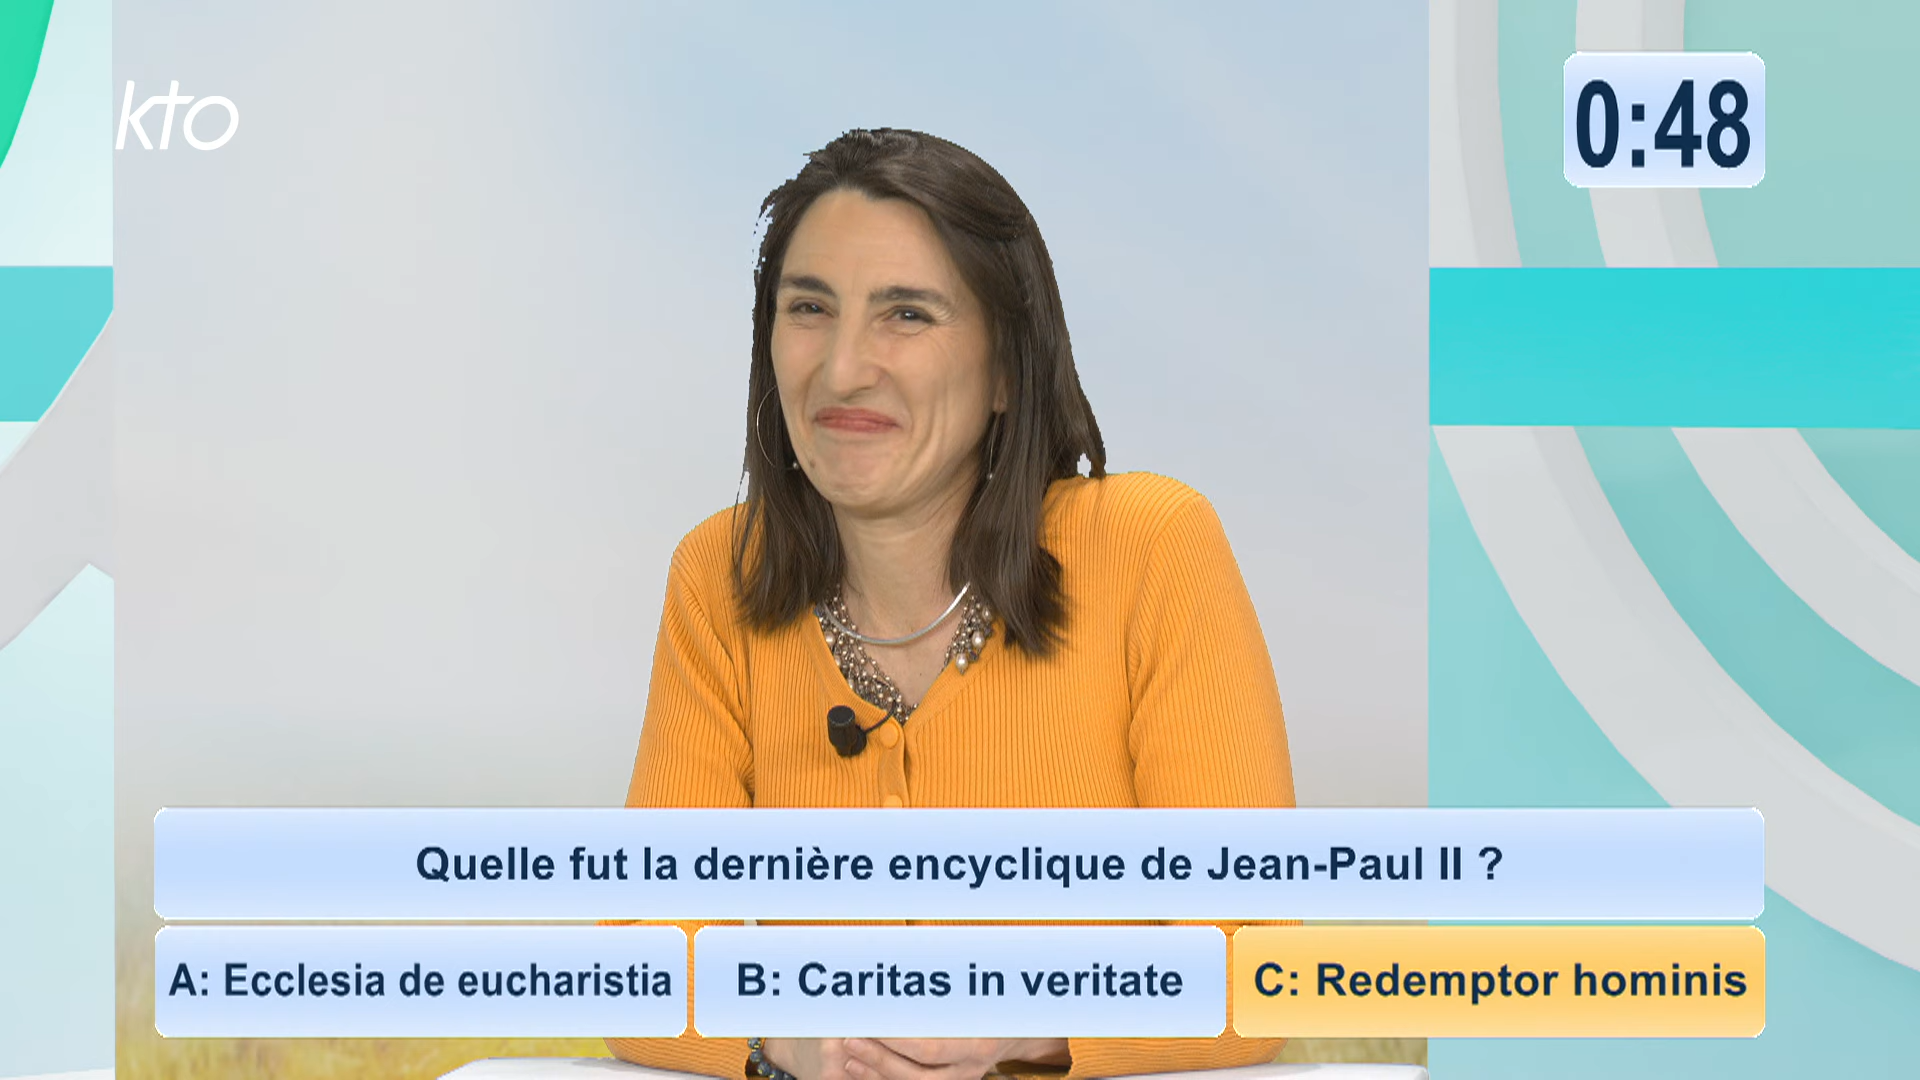 kto
0:48
Quelle fut la dernière encyclique de Jean-Paul II ?
A: Ecclesia de eucharistia
B: Caritas in veritate
C: Redemptor hominis